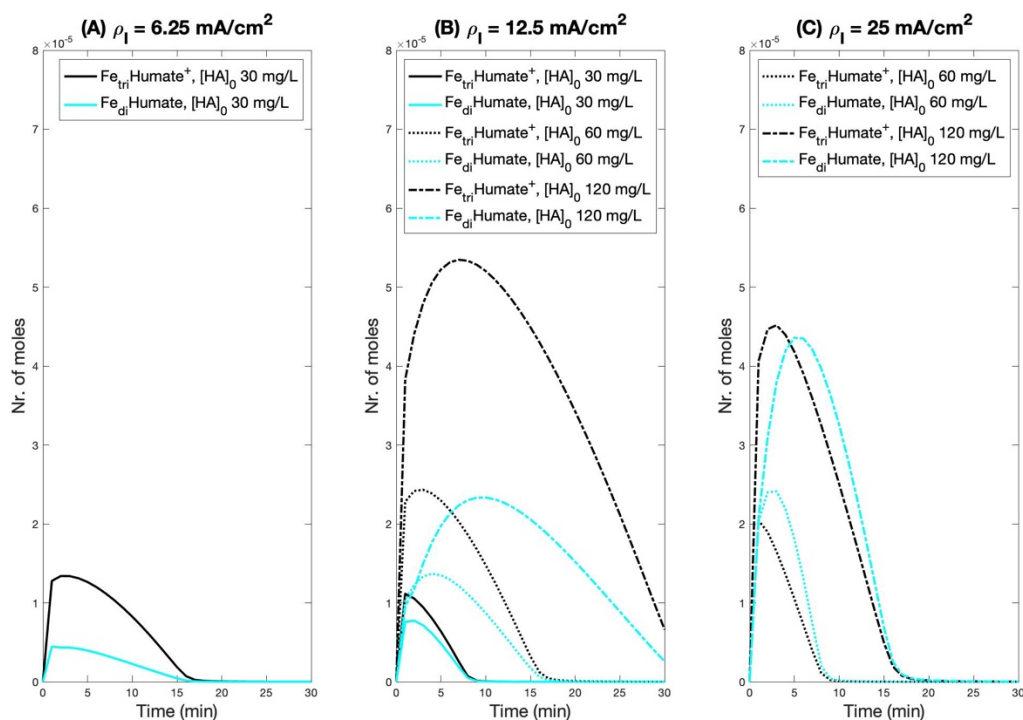 (A) ρI = 6.25 mA/cm2
×10-5
8
7
6
5
4
3
2
1
0
Nr. of moles
FetriHumate+, [HA]0 30 mg/L
FediHumate, [HA]0 30 mg/L
0 5 10 15 20 25 30
Time (min)
(B) ρI = 12.5 mA/cm2
×10-5
8
7
6
5
4
3
2
1
0
Nr. of moles
FetriHumate+, [HA]0 30 mg/L
FediHumate, [HA]0 30 mg/L
FetriHumate+, [HA]0 60 mg/L
FediHumate, [HA]0 60 mg/L
FetriHumate+, [HA]0 120 mg/L
FediHumate, [HA]0 120 mg/L
0 5 10 15 20 25 30
Time (min)
(C) ρI = 25 mA/cm2
×10-5
8
7
6
5
4
3
2
1
0
Nr. of moles
FetriHumate+, [HA]0 60 mg/L
FediHumate, [HA]0 60 mg/L
FetriHumate+, [HA]0 120 mg/L
FediHumate, [HA]0 120 mg/L
0 5 10 15 20 25 30
Time (min)